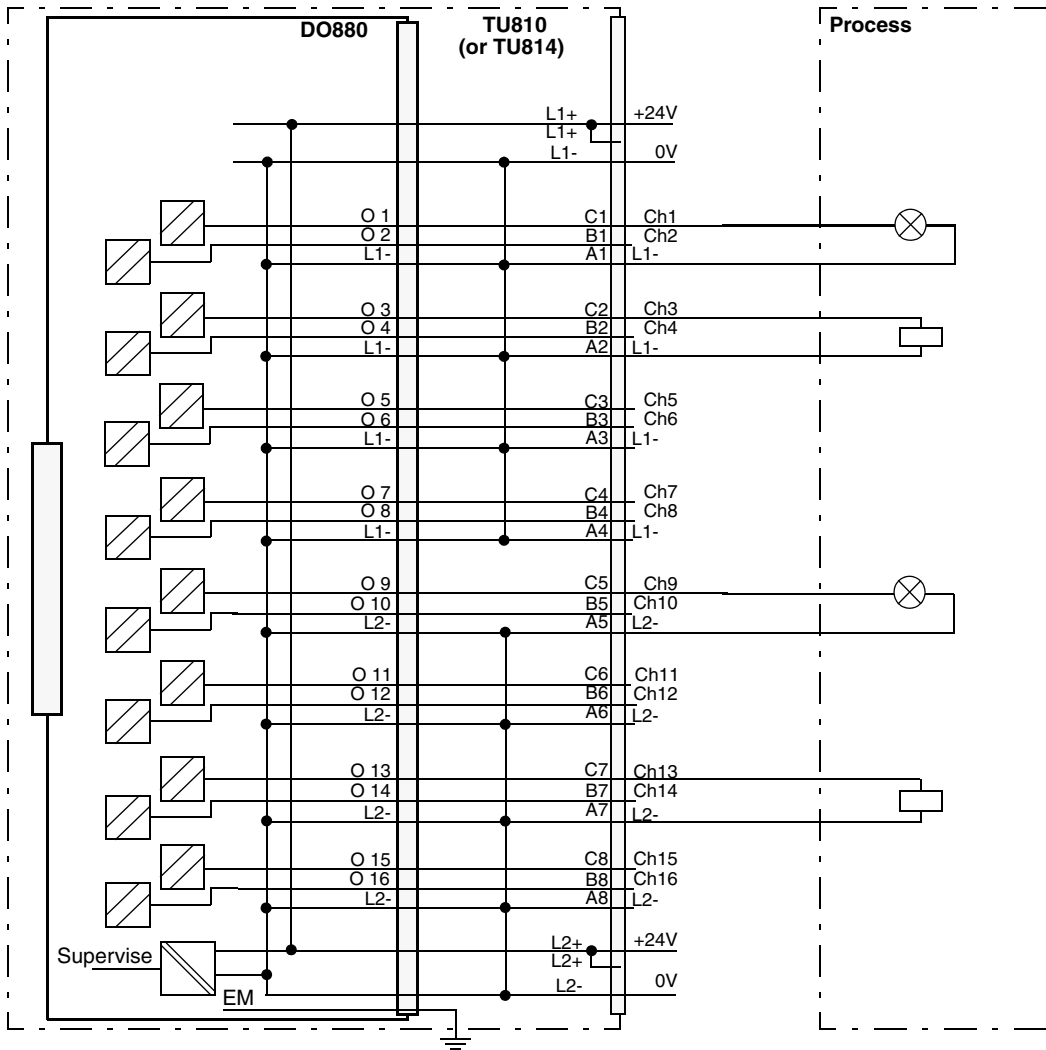 DO880 TU810 Process
(or TU814)
L1+ +24V
L1+
L1- 0V
O 1 C1 Ch1
O 2 B1 Ch2
L1- A1 L1-
O 3 C2 Ch3
O 4 B2 Ch4
L1- A2 L1-
O 5 C3 Ch5
O 6 B3 Ch6
L1- A3 L1-
O 7 C4 Ch7
O 8 B4 Ch8
L1- A4 L1-
O 9 C5 Ch9
O 10 B5 Ch10
L2- A5 L2-
O 11 C6 Ch11
O 12 B6 Ch12
L2- A6 L2-
O 13 C7 Ch13
O 14 B7 Ch14
L2- A7 L2-
O 15 C8 Ch15
O 16 B8 Ch16
L2- A8 L2-
L2+ +24V
Supervise L2+
L2- 0V
EM